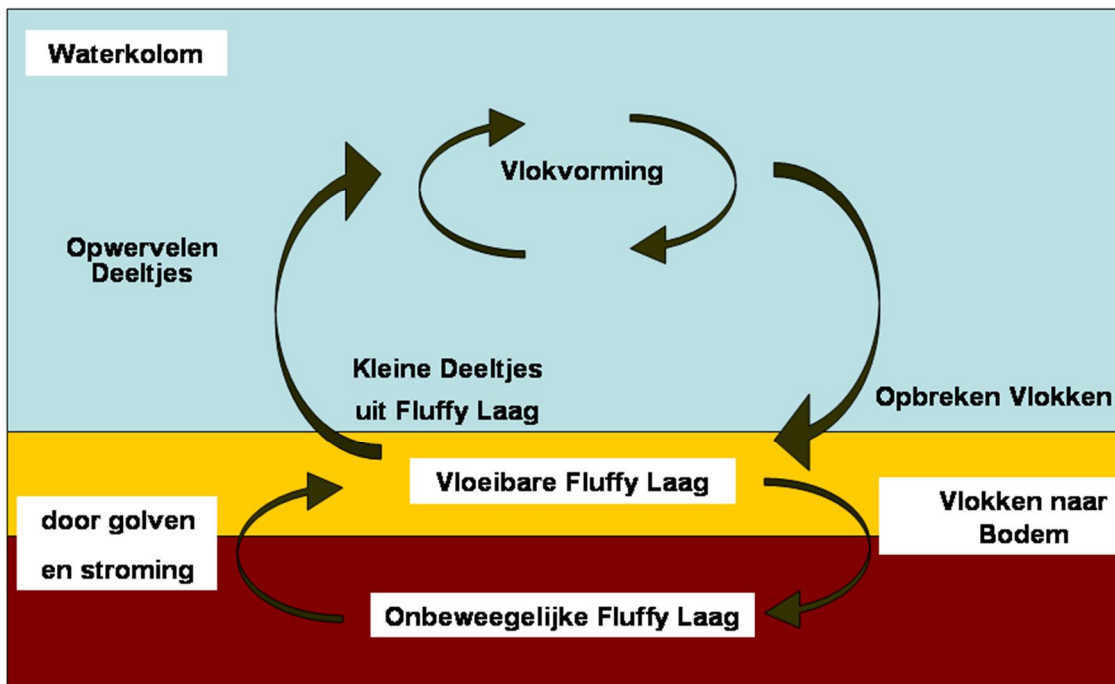 Waterkolom
Vlokvorming
Opwervelen
Deeltjes
Kleine Deeltjes
uit Fluffy Laag
Opbreken Vlokken
Vloeibare Fluffy Laag
door golven
en stroming
Vlokken naar
Bodem
Onbeweegelijke Fluffy Laag